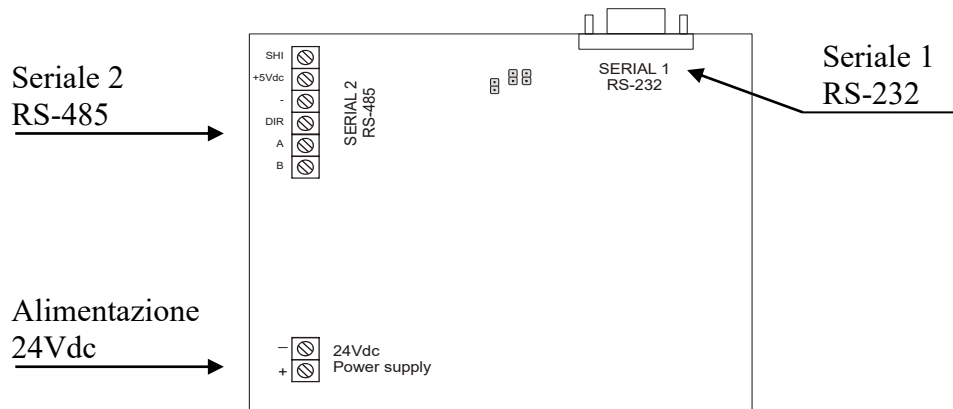 Seriale 2
RS-485
SHI
+5Vdc
-
DIR
A
B
SERIAL 2
RS-485
SERIAL 1
RS-232
Seriale 1
RS-232
Alimentazione
24Vdc
–
+
24Vdc
Power supply